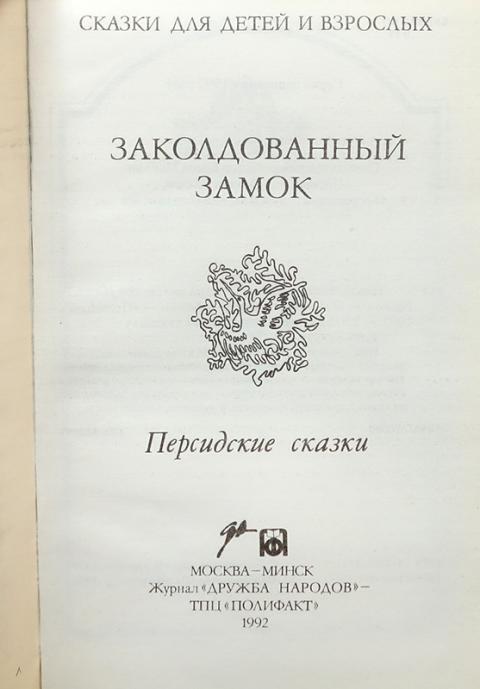 СКАЗКИ ДЛЯ ДЕТЕЙ И ВЗРОСЛЫХ
ЗАКОЛДОВАННЫЙ
ЗАМОК
Персидские сказки
МОСКВА–МИНСК
Журнал «ДРУЖБА НАРОДОВ» –
ТПЦ «ПОЛИФАКТ»
1992